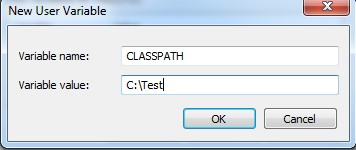 New User Variable
Variable name: CLASSPATH
Variable value: C:\Test
OK Cancel